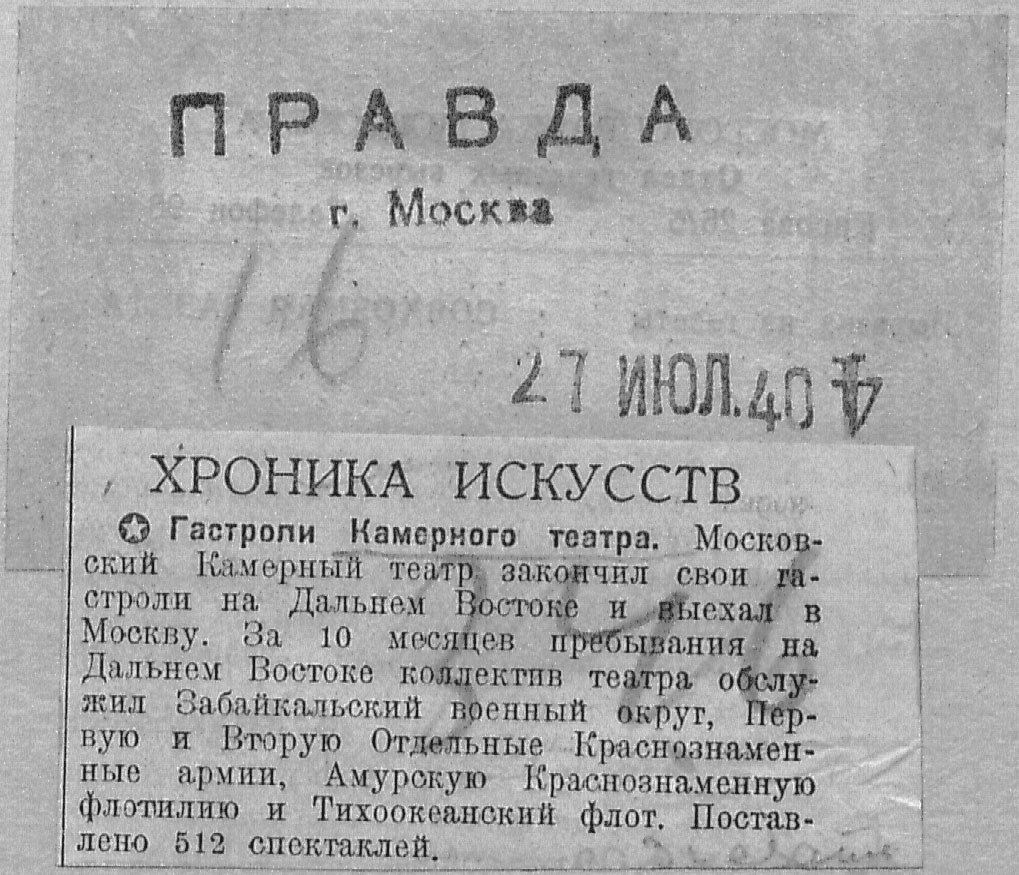 ПРАВДА
г. Москва
16
27 ИЮЛ.40
ХРОНИКА ИСКУССТВ
Гастроли Камерного театра. Москов-
ский Камерный театр закончил свои га-
строли на Дальнем Востоке и выехал в
Москву. За 10 месяцев пребывания на
Дальнем Востоке коллектив театра обслу-
жил Забайкальский военный округ, Пер-
вую и Вторую Отдельные Краснознамен-
ные армии, Амурскую Краснознаменную
флотилию и Тихоокеанский флот. Постав-
лено 512 спектаклей.